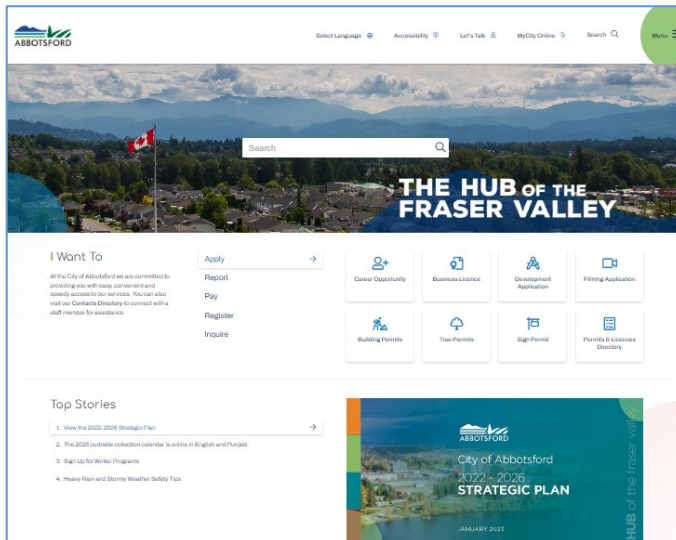 ABBOTSFORD
Select Language
Accessibility
Let's Talk
MyCity Online
Search
Menu
Search
THE HUB OF THE
FRASER VALLEY
I Want To
At the City of Abbotsford we are committed to
providing you with easy, convenient and
speedy access to our services. You can also
visit our Contacts Directory to connect with a
staff member for assistance.
Apply
Report
Pay
Register
Inquire
Career Opportunity
Business Licence
Development
Application
Filming Application
Building Permits
Tree Permits
Sign Permit
Permits & Licences
Directory
Top Stories
1. View the 2022-2026 Strategic Plan
2. The 2023 curbside collection calendar is online in English and Punjabi.
3. Sign Up for Winter Programs
4. Heavy Rain and Stormy Weather Safety Tips
ABBOTSFORD
City of Abbotsford
2022 - 2026
STRATEGIC PLAN
JANUARY 2023
HUB of the fraser valley